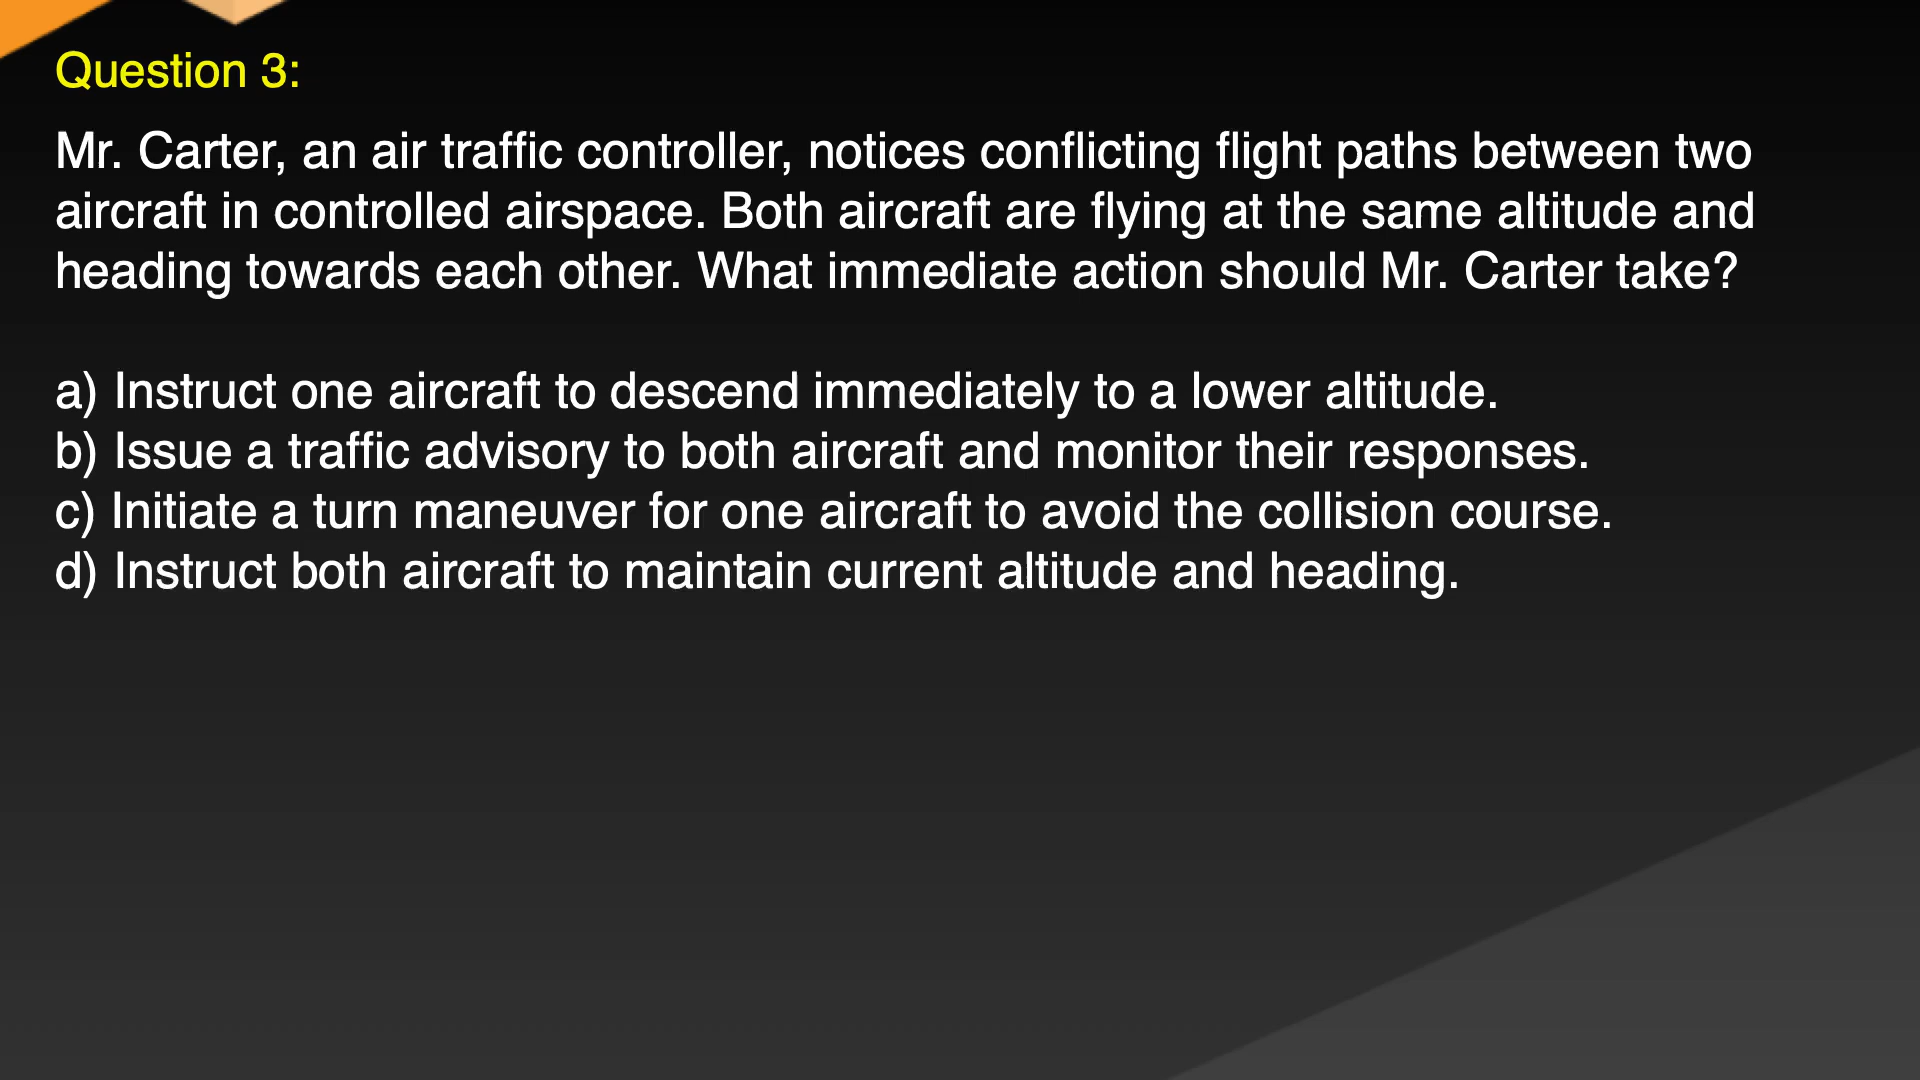 Question 3:
Mr. Carter, an air traffic controller, notices conflicting flight paths between two
aircraft in controlled airspace. Both aircraft are flying at the same altitude and
heading towards each other. What immediate action should Mr. Carter take?
a) Instruct one aircraft to descend immediately to a lower altitude.
b) Issue a traffic advisory to both aircraft and monitor their responses.
c) Initiate a turn maneuver for one aircraft to avoid the collision course.
d) Instruct both aircraft to maintain current altitude and heading.